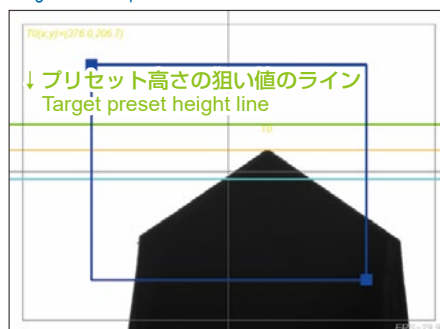 T0(x,y)=(376.0,206.7)
↓プリセット高さの狙い値のライン
Target preset height line
T0